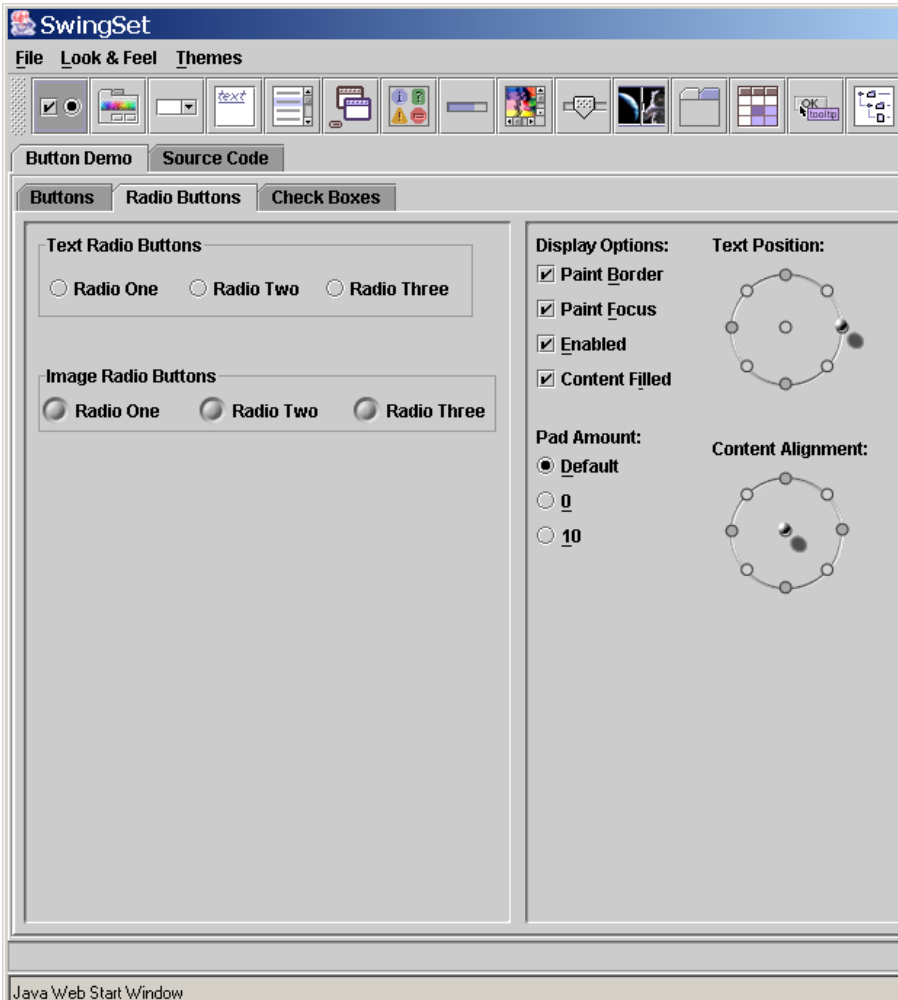 SwingSet
File Look & Feel Themes
text
OK
tooltip
Button Demo Source Code
Buttons Radio Buttons Check Boxes
Text Radio Buttons
Radio One Radio Two Radio Three
Image Radio Buttons
Radio One Radio Two Radio Three
Display Options:
Paint Border
Paint Focus
Enabled
Content Filled
Pad Amount:
Default
0
10
Text Position:
Content Alignment:
Java Web Start Window